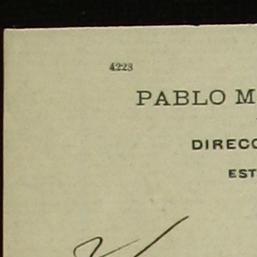 4223
PABLO M
DIRECC
EST